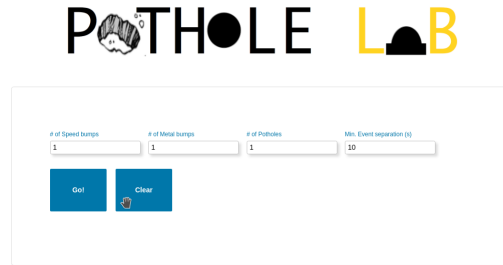 POTHOLE LAB
# of Speed bumps # of Metal bumps # of Potholes Min. Event separation (s)
1 1 1 10
Go! Clear